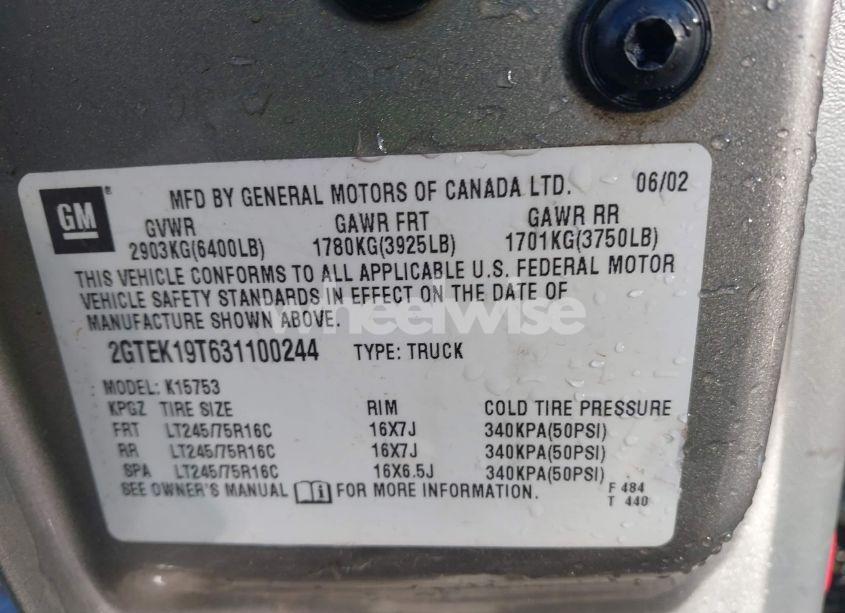 GM ® MFD BY GENERAL MOTORS OF CANADA LTD. 06/02
GVWR GAWR FRT GAWR RR
2903KG(6400LB) 1780KG(3925LB) 1701KG(3750LB)
THIS VEHICLE CONFORMS TO ALL APPLICABLE U.S. FEDERAL MOTOR
VEHICLE SAFETY STANDARDS IN EFFECT ON THE DATE OF
MANUFACTURE SHOWN ABOVE.
wheelwise
2GTEK19T631100244 TYPE: TRUCK
MODEL: K15753
KPGZ TIRE SIZE RIM COLD TIRE PRESSURE
FRT LT245/75R16C 16X7J 340KPA(50PSI)
RR LT245/75R16C 16X7J 340KPA(50PSI)
SPA LT245/75R16C 16X6.5J 340KPA(50PSI)
SEE OWNER'S MANUAL FOR MORE INFORMATION.
F 484
T 440